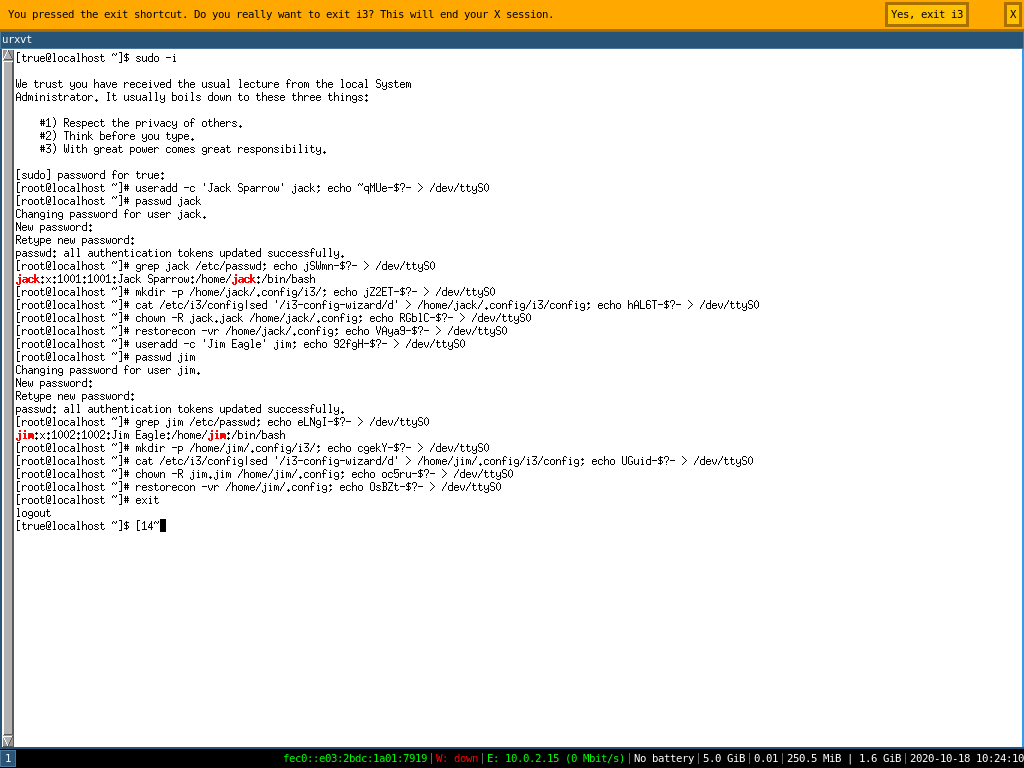 You pressed the exit shortcut. Do you really want to exit i3? This will end your X session. Yes, exit i3 X
urxvt
[true@localhost ~]$ sudo -i
We trust you have received the usual lecture from the local System
Administrator. It usually boils down to these three things:
#1) Respect the privacy of others.
#2) Think before you type.
#3) With great power comes great responsibility.
[sudo] password for true:
[root@localhost ~]# useradd -c 'Jack Sparrow' jack; echo ~qMUe-$?- > /dev/ttyS0
[root@localhost ~]# passwd jack
Changing password for user jack.
New password:
Retype new password:
passwd: all authentication tokens updated successfully.
[root@localhost ~]# grep jack /etc/passwd; echo jSWmn-$?- > /dev/ttyS0
jack:x:1001:1001:Jack Sparrow:/home/jack:/bin/bash
[root@localhost ~]# mkdir -p /home/jack/.config/i3/; echo jZ2ET-$?- > /dev/ttyS0
[root@localhost ~]# cat /etc/i3/config|sed '/i3-config-wizard/d' > /home/jack/.config/i3/config; echo hAL6T-$?- > /dev/ttyS0
[root@localhost ~]# chown -R jack.jack /home/jack/.config; echo RGblC-$?- > /dev/ttyS0
[root@localhost ~]# restorecon -vr /home/jack/.config; echo VAya9-$?- > /dev/ttyS0
[root@localhost ~]# useradd -c 'Jim Eagle' jim; echo 92fgH-$?- > /dev/ttyS0
[root@localhost ~]# passwd jim
Changing password for user jim.
New password:
Retype new password:
passwd: all authentication tokens updated successfully.
[root@localhost ~]# grep jim /etc/passwd; echo eLNgI-$?- > /dev/ttyS0
jim:x:1002:1002:Jim Eagle:/home/jim:/bin/bash
[root@localhost ~]# mkdir -p /home/jim/.config/i3/; echo cgekY-$?- > /dev/ttyS0
[root@localhost ~]# cat /etc/i3/config|sed '/i3-config-wizard/d' > /home/jim/.config/i3/config; echo UGuid-$?- > /dev/ttyS0
[root@localhost ~]# chown -R jim.jim /home/jim/.config; echo oc5ru-$?- > /dev/ttyS0
[root@localhost ~]# restorecon -vr /home/jim/.config; echo OsBZt-$?- > /dev/ttyS0
[root@localhost ~]# exit
logout
[true@localhost ~]$ [14~
1 fec0::e03:2bdc:1a01:7919|W: down|E: 10.0.2.15 (0 Mbit/s)|No battery|5.0 GiB|0.01|250.5 MiB | 1.6 GiB|2020-10-18 10:24:10